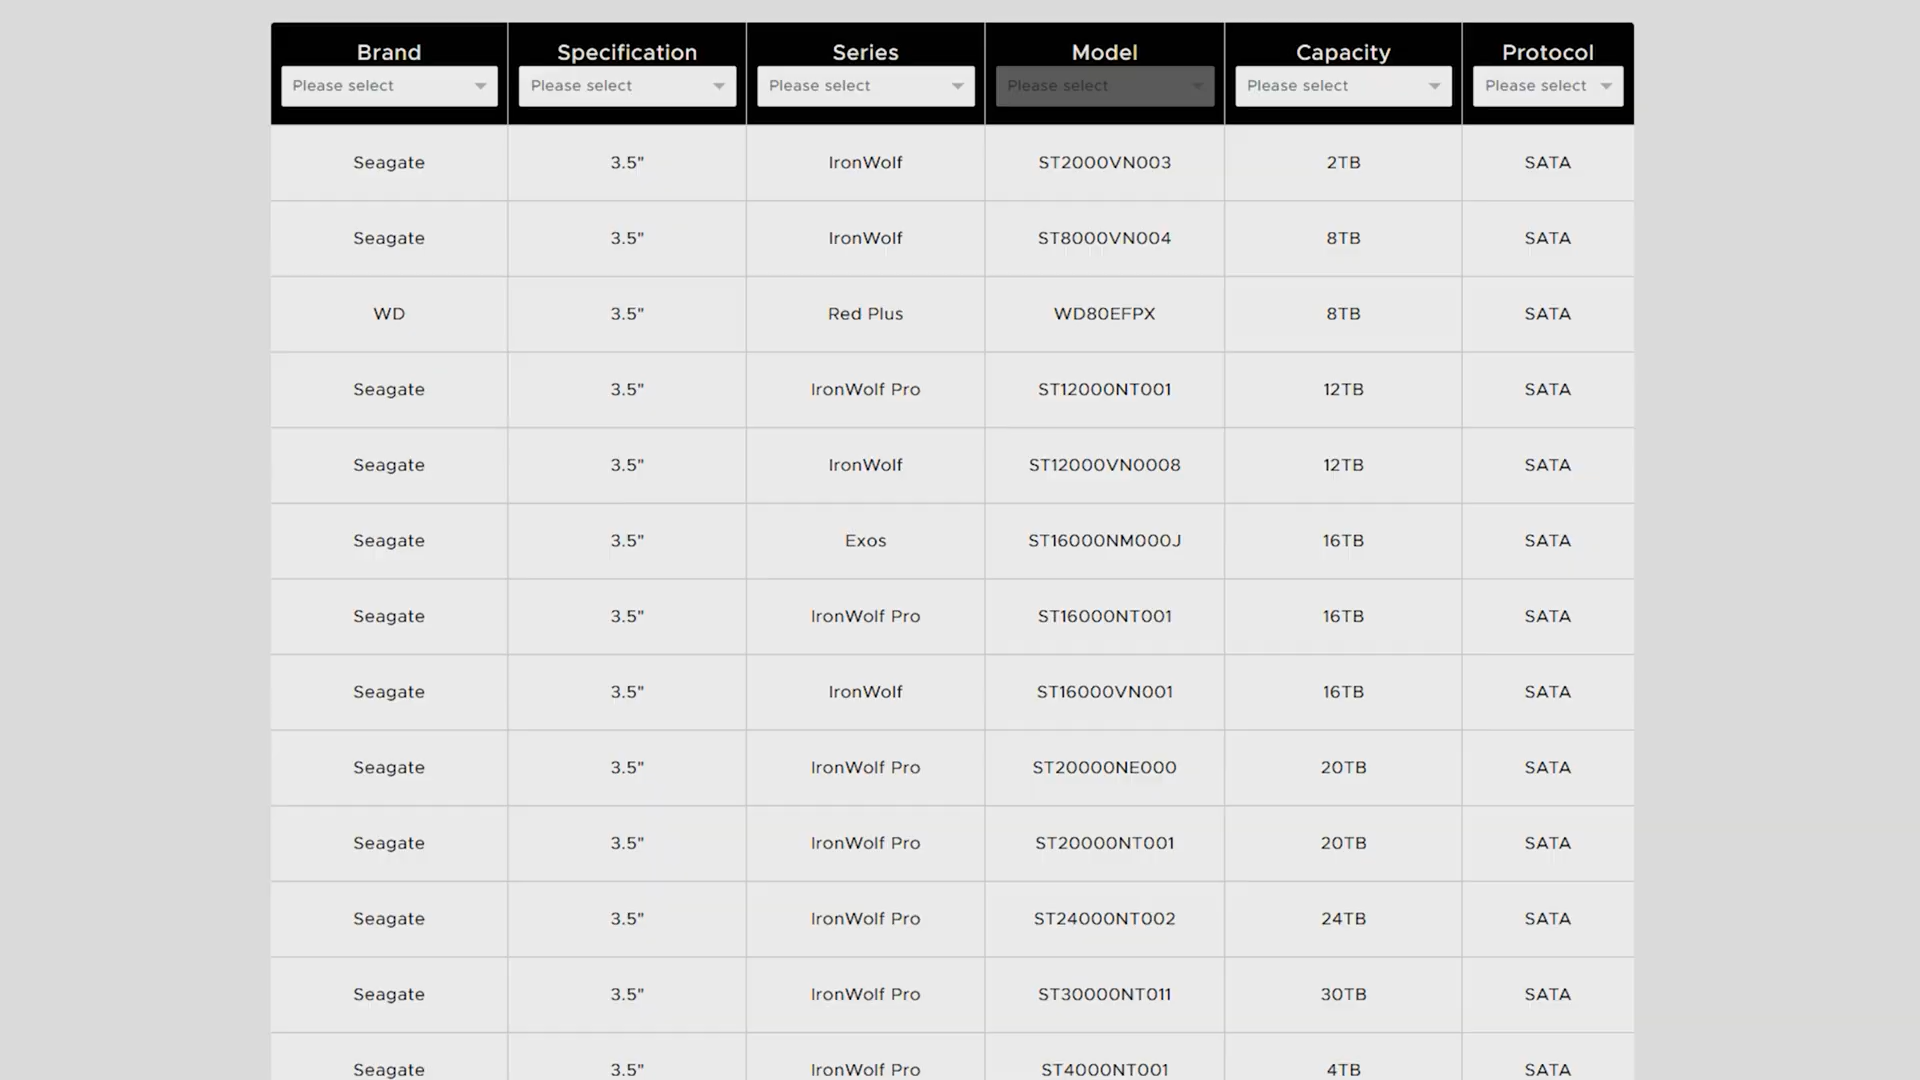 Brand Specification Series Model Capacity Protocol
Please select Please select Please select Please select Please select Please select
Seagate 3.5" IronWolf ST2000VN003 2TB SATA
Seagate 3.5" IronWolf ST8000VN004 8TB SATA
WD 3.5" Red Plus WD80EFPX 8TB SATA
Seagate 3.5" IronWolf Pro ST12000NT001 12TB SATA
Seagate 3.5" IronWolf ST12000VN0008 12TB SATA
Seagate 3.5" Exos ST16000NM000J 16TB SATA
Seagate 3.5" IronWolf Pro ST16000NT001 16TB SATA
Seagate 3.5" IronWolf ST16000VN001 16TB SATA
Seagate 3.5" IronWolf Pro ST20000NE000 20TB SATA
Seagate 3.5" IronWolf Pro ST20000NT001 20TB SATA
Seagate 3.5" IronWolf Pro ST24000NT002 24TB SATA
Seagate 3.5" IronWolf Pro ST30000NT011 30TB SATA
Seagate 3.5" IronWolf Pro ST4000NT001 4TB SATA